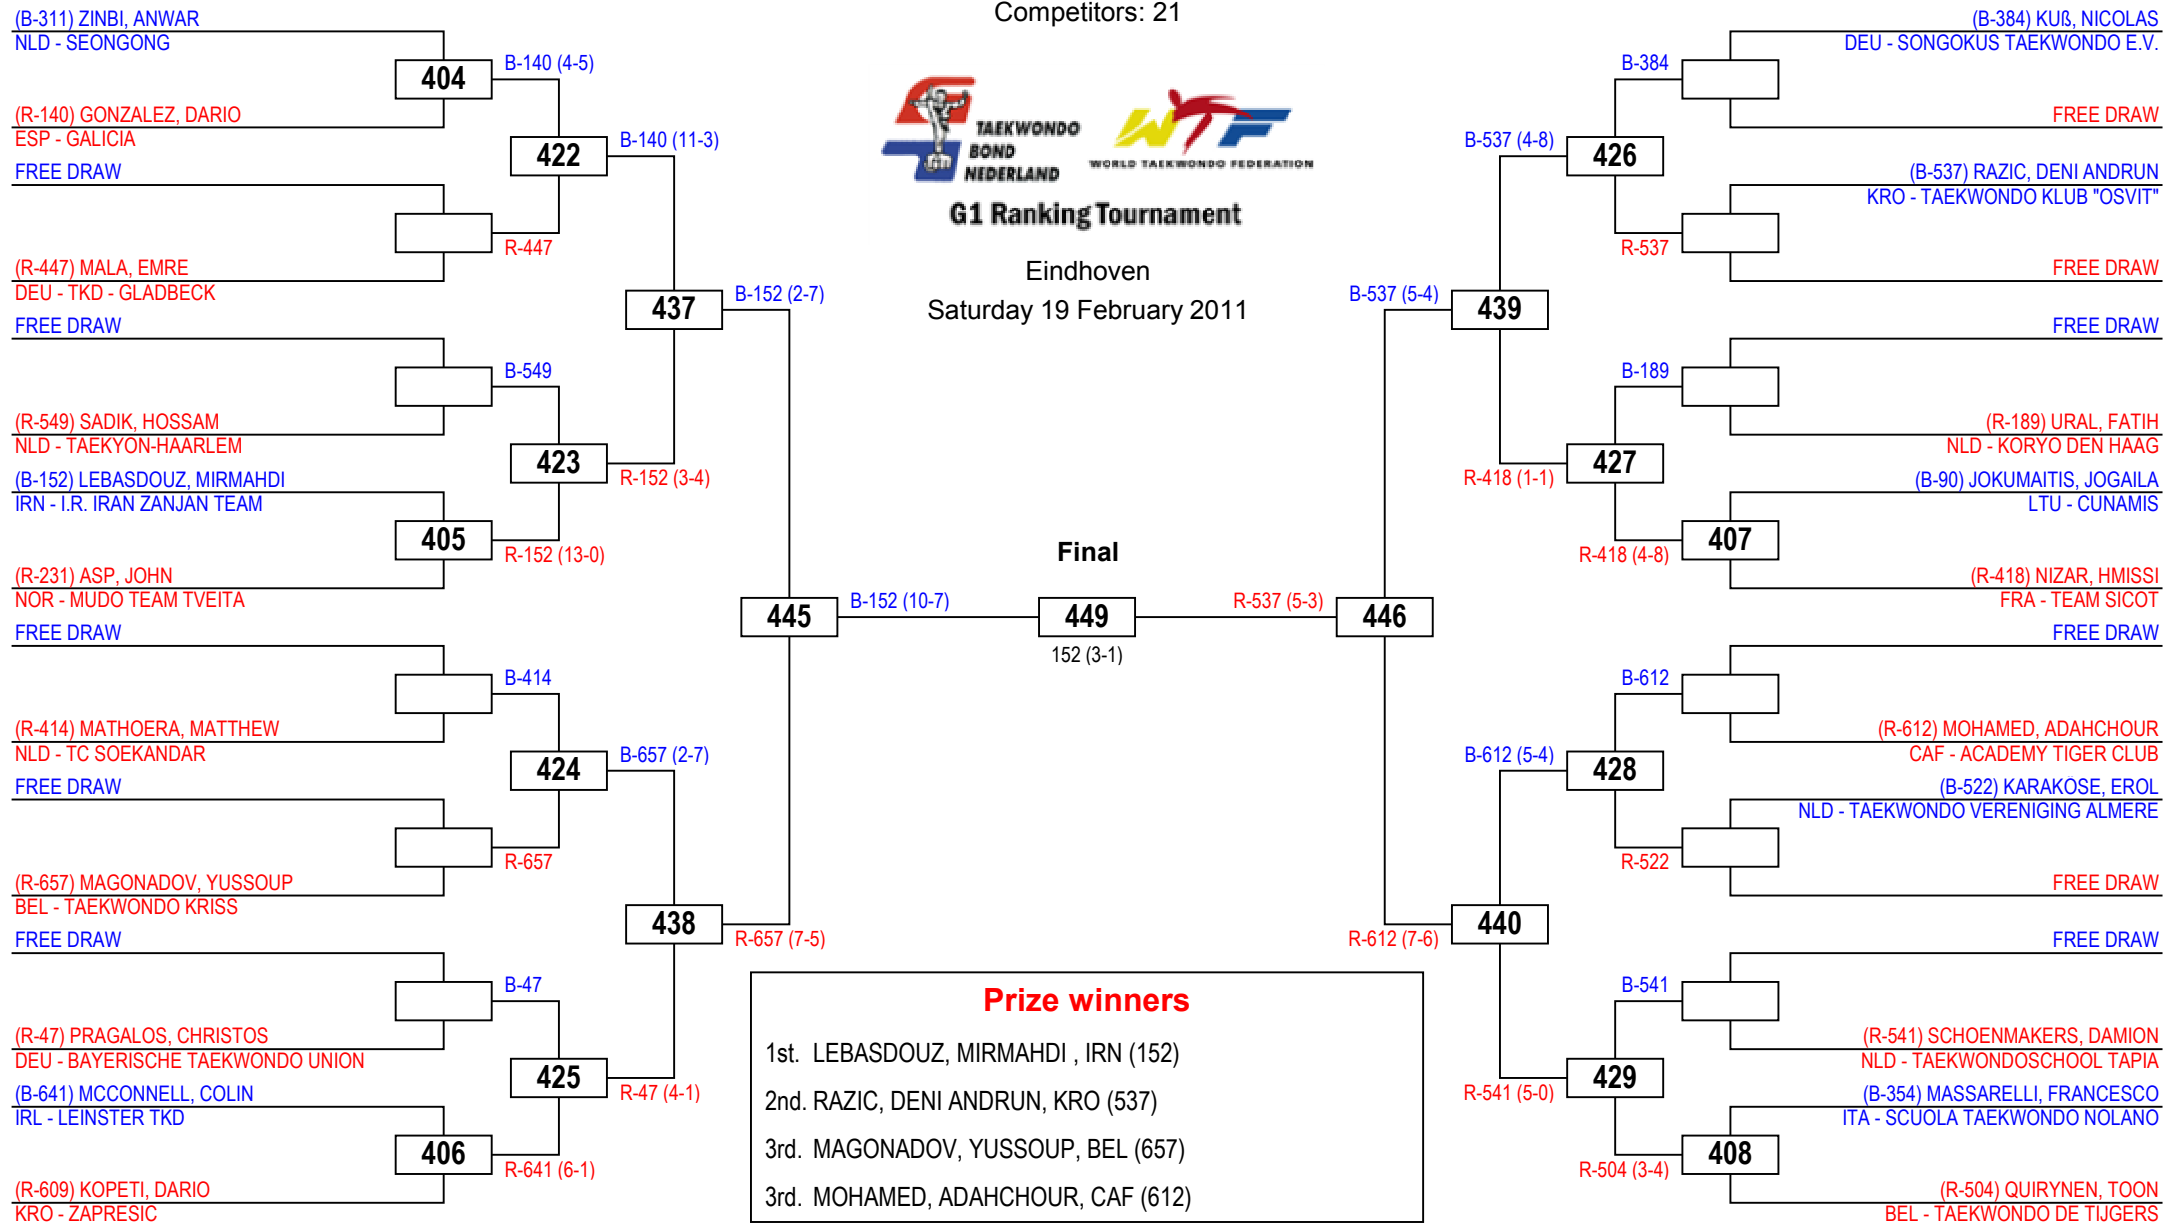 Competitors: 21
TAEKWONDO
BOND
NEDERLAND
WTF
WORLD TAEKWONDO FEDERATION
G1 Ranking Tournament
Eindhoven
Saturday 19 February 2011
(B-311) ZINBI, ANWAR
NLD - SEONGONG
404
B-140 (4-5)
(R-140) GONZALEZ, DARIO
ESP - GALICIA
422
B-140 (11-3)
FREE DRAW
R-447
(R-447) MALA, EMRE
DEU - TKD - GLADBECK
437
B-152 (2-7)
FREE DRAW
B-549
(R-549) SADIK, HOSSAM
NLD - TAEKYON-HAARLEM
423
R-152 (3-4)
(B-152) LEBASDOUZ, MIRMAHDI
IRN - I.R. IRAN ZANJAN TEAM
405
R-152 (13-0)
(R-231) ASP, JOHN
NOR - MUDO TEAM TVEITA
445
B-152 (10-7)
FREE DRAW
B-414
(R-414) MATHOERA, MATTHEW
NLD - TC SOEKANDAR
424
B-657 (2-7)
FREE DRAW
R-657
(R-657) MAGONADOV, YUSSOUP
BEL - TAEKWONDO KRISS
438
R-657 (7-5)
FREE DRAW
B-47
(R-47) PRAGALOS, CHRISTOS
DEU - BAYERISCHE TAEKWONDO UNION
425
R-47 (4-1)
(B-641) MCCONNELL, COLIN
IRL - LEINSTER TKD
406
R-641 (6-1)
(R-609) KOPETI, DARIO
KRO - ZAPRESIC
Final
449
152 (3-1)
(B-384) KUß, NICOLAS
DEU - SONGOKUS TAEKWONDO E.V.
B-384
FREE DRAW
B-537 (4-8)
426
(B-537) RAZIC, DENI ANDRUN
KRO - TAEKWONDO KLUB "OSVIT"
R-537
FREE DRAW
B-537 (5-4)
439
FREE DRAW
B-189
(R-189) URAL, FATIH
NLD - KORYO DEN HAAG
R-418 (1-1)
427
(B-90) JOKUMAITIS, JOGAILA
LTU - CUNAMIS
R-418 (4-8)
407
(R-418) NIZAR, HMISSI
FRA - TEAM SICOT
R-537 (5-3)
446
FREE DRAW
B-612
(R-612) MOHAMED, ADAHCHOUR
CAF - ACADEMY TIGER CLUB
B-612 (5-4)
428
(B-522) KARAKÖSE, EROL
NLD - TAEKWONDO VERENIGING ALMERE
R-522
FREE DRAW
R-612 (7-6)
440
FREE DRAW
B-541
(R-541) SCHOENMAKERS, DAMION
NLD - TAEKWONDOSCHOOL TAPIA
R-541 (5-0)
429
(B-354) MASSARELLI, FRANCESCO
ITA - SCUOLA TAEKWONDO NOLANO
R-504 (3-4)
408
(R-504) QUIRYNEN, TOON
BEL - TAEKWONDO DE TIJGERS
Prize winners
1st. LEBASDOUZ, MIRMAHDI , IRN (152)
2nd. RAZIC, DENI ANDRUN, KRO (537)
3rd. MAGONADOV, YUSSOUP, BEL (657)
3rd. MOHAMED, ADAHCHOUR, CAF (612)